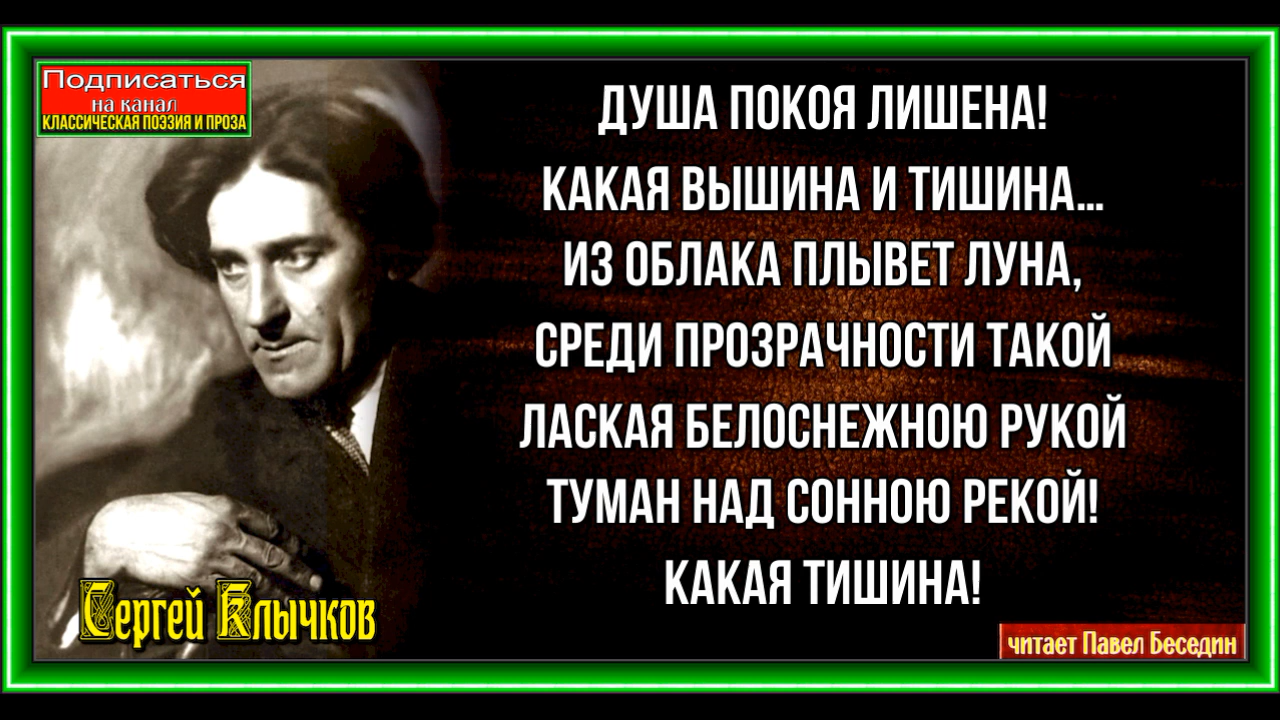 Подписаться
на канал
КЛАССИЧЕСКАЯ ПОЭЗИЯ И ПРОЗА
ДУША ПОКОЯ ЛИШЕНА!
КАКАЯ ВЫШИНА И ТИШИНА...
ИЗ ОБЛАКА ПЛЫВЕТ ЛУНА,
СРЕДИ ПРОЗРАЧНОСТИ ТАКОЙ
ЛАСКАЯ БЕЛОСНЕЖНОЮ РУКОЙ
ТУМАН НАД СОННОЮ РЕКОЙ!
КАКАЯ ТИШИНА!
Сергей Клычков
читает Павел Беседин